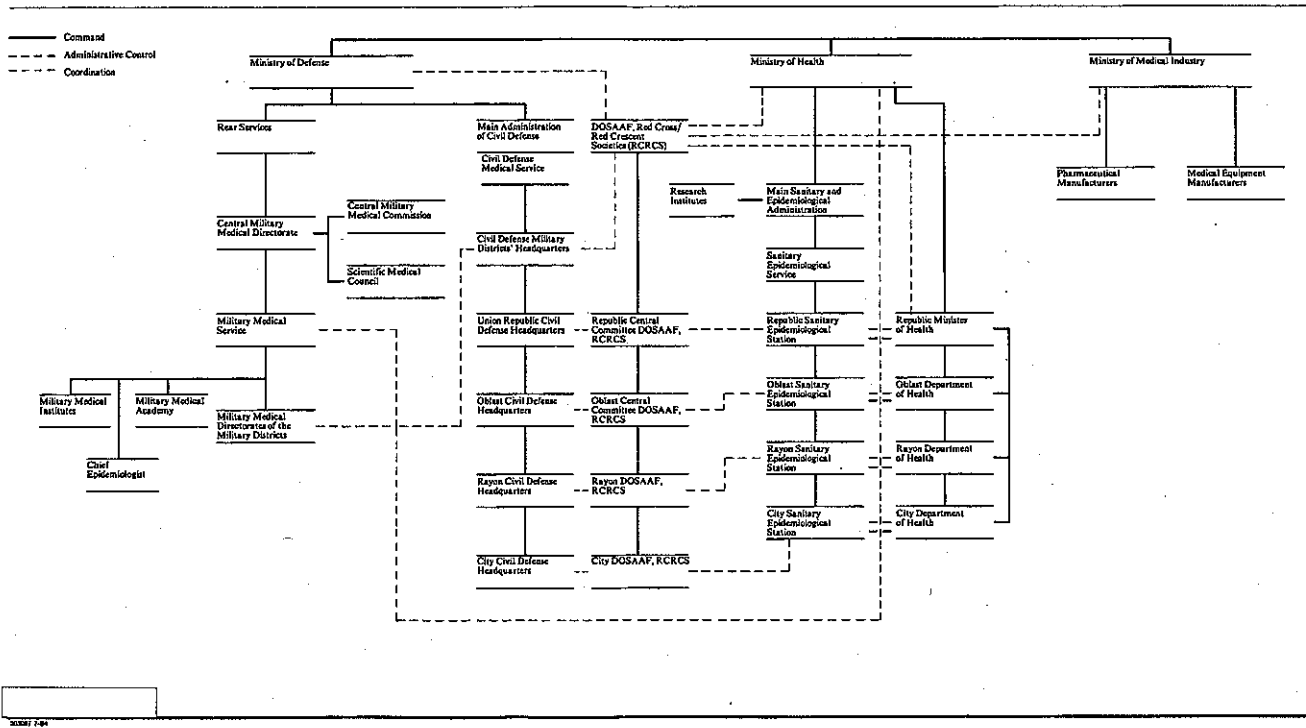 Command
Administrative Control
Coordination
Ministry of Defense
Ministry of Health
Ministry of Medical Industry
Rear Services
Main Administration
of Civil Defense
Civil Defense
Medical Service
DOSAAF, Red Cross/
Red Crescent
Societies (RCRCS)
Pharmaceutical
Manufacturers
Medical Equipment
Manufacturers
Research
Institutes
Main Sanitary and
Epidemiological
Administration
Central Military
Medical Directorate
Central Military
Medical Commission
Scientific Medical
Council
Civil Defense Military
Districts' Headquarters
Sanitary
Epidemiological
Service
Military Medical
Service
Union Republic Civil
Defense Headquarters
Republic Central
Committee DOSAAF,
RCRCS
Republic Sanitary
Epidemiological
Station
Republic Minister
of Health
Military Medical
Institutes
Military Medical
Academy
Military Medical
Directorates of the
Military Districts
Oblast Civil Defense
Headquarters
Oblast Central
Committee DOSAAF,
RCRCS
Oblast Sanitary
Epidemiological
Station
Oblast Department
of Health
Chief
Epidemiologist
Rayon Civil Defense
Headquarters
Rayon DOSAAF,
RCRCS
Rayon Sanitary
Epidemiological
Station
Rayon Department
of Health
City Sanitary
Epidemiological
Station
City Department
of Health
City Civil Defense
Headquarters
City DOSAAF, RCRCS
7-84